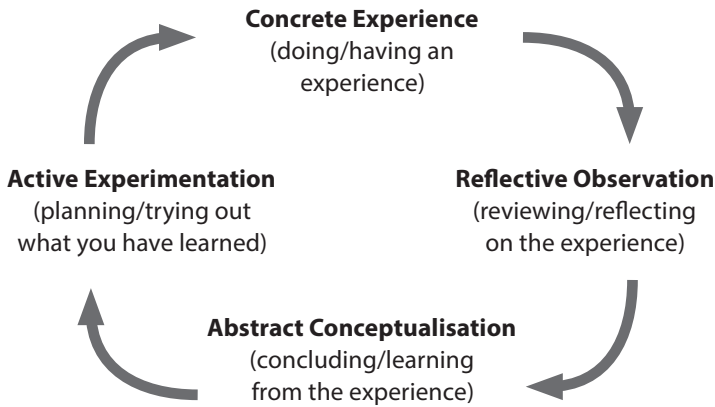 Concrete Experience
(doing/having an
experience)
Reflective Observation
(reviewing/reflecting
on the experience)
Abstract Conceptualisation
(concluding/learning
from the experience)
Active Experimentation
(planning/trying out
what you have learned)